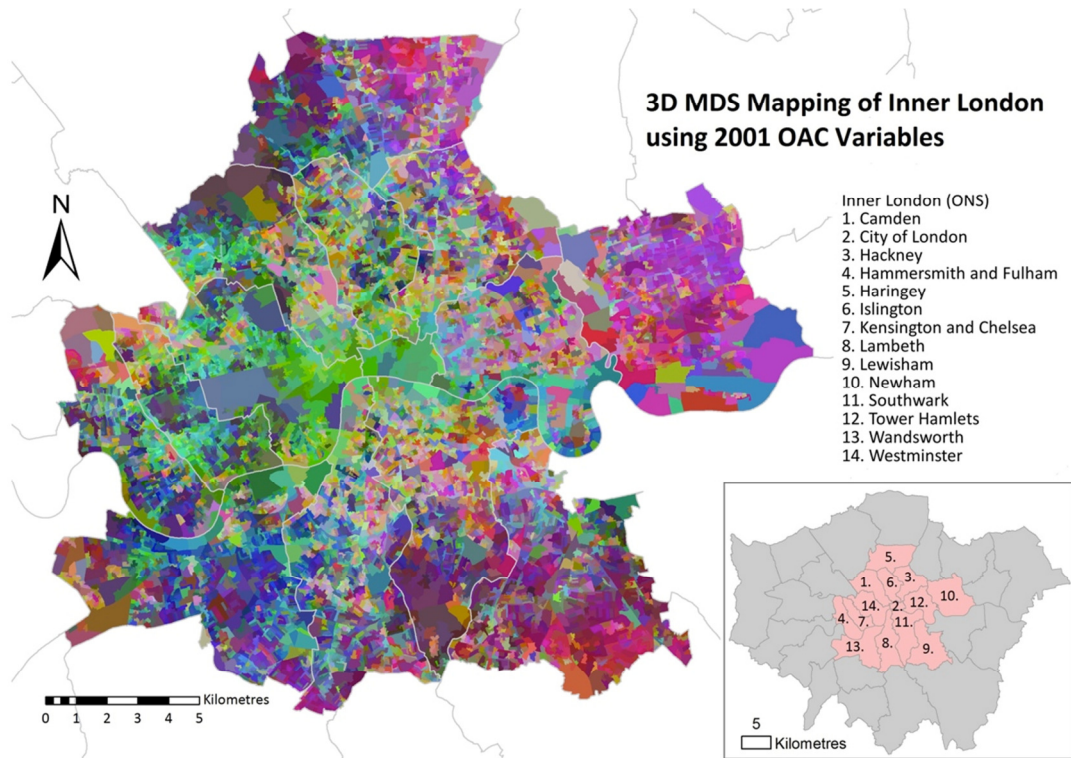 3D MDS Mapping of Inner London
using 2001 OAC Variables
N
Inner London (ONS)
1. Camden
2. City of London
3. Hackney
4. Hammersmith and Fulham
5. Haringey
6. Islington
7. Kensington and Chelsea
8. Lambeth
9. Lewisham
10. Newham
11. Southwark
12. Tower Hamlets
13. Wandsworth
14. Westminster
Kilometres
0 1 2 3 4 5
5.
1. 6. 3.
10.
14. 2. 12.
4. 7. 11.
13. 8. 9.
5
Kilometres